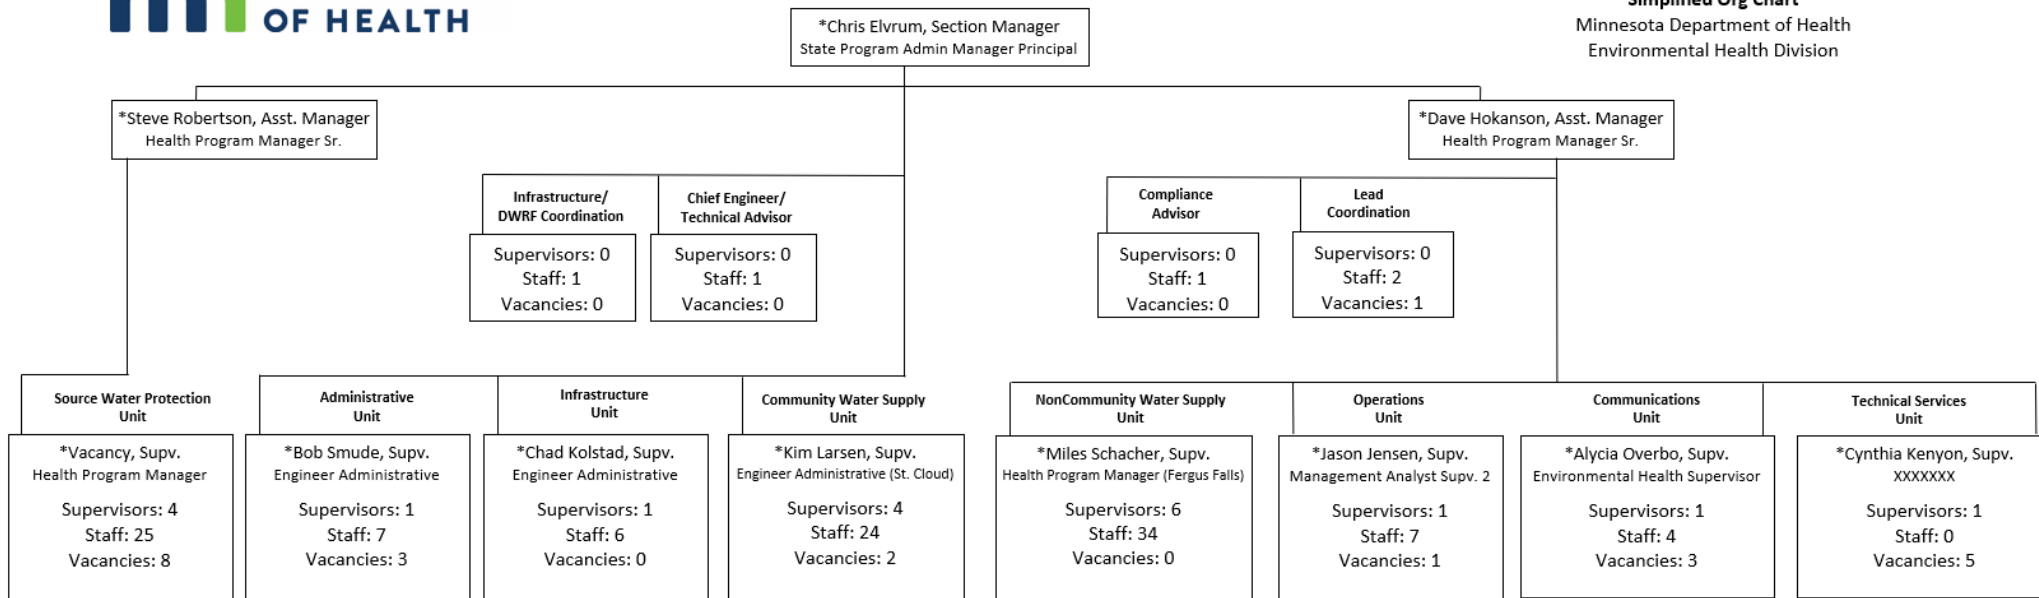 OF HEALTH
Simplified Org Chart
Minnesota Department of Health
Environmental Health Division
*Chris Elvrum, Section Manager
State Program Admin Manager Principal
*Steve Robertson, Asst. Manager
Health Program Manager Sr.
*Dave Hokanson, Asst. Manager
Health Program Manager Sr.
Infrastructure/
DWRF Coordination
Supervisors: 0
Staff: 1
Vacancies: 0
Chief Engineer/
Technical Advisor
Supervisors: 0
Staff: 1
Vacancies: 0
Compliance
Advisor
Supervisors: 0
Staff: 1
Vacancies: 0
Lead
Coordination
Supervisors: 0
Staff: 2
Vacancies: 1
Source Water Protection
Unit
*Vacancy, Supv.
Health Program Manager
Supervisors: 4
Staff: 25
Vacancies: 8
Administrative
Unit
*Bob Smude, Supv.
Engineer Administrative
Supervisors: 1
Staff: 7
Vacancies: 3
Infrastructure
Unit
*Chad Kolstad, Supv.
Engineer Administrative
Supervisors: 1
Staff: 6
Vacancies: 0
Community Water Supply
Unit
*Kim Larsen, Supv.
Engineer Administrative (St. Cloud)
Supervisors: 4
Staff: 24
Vacancies: 2
NonCommunity Water Supply
Unit
*Miles Schacher, Supv.
Health Program Manager (Fergus Falls)
Supervisors: 6
Staff: 34
Vacancies: 0
Operations
Unit
*Jason Jensen, Supv.
Management Analyst Supv. 2
Supervisors: 1
Staff: 7
Vacancies: 1
Communications
Unit
*Alycia Overbo, Supv.
Environmental Health Supervisor
Supervisors: 1
Staff: 4
Vacancies: 3
Technical Services
Unit
*Cynthia Kenyon, Supv.
XXXXXXX
Supervisors: 1
Staff: 0
Vacancies: 5